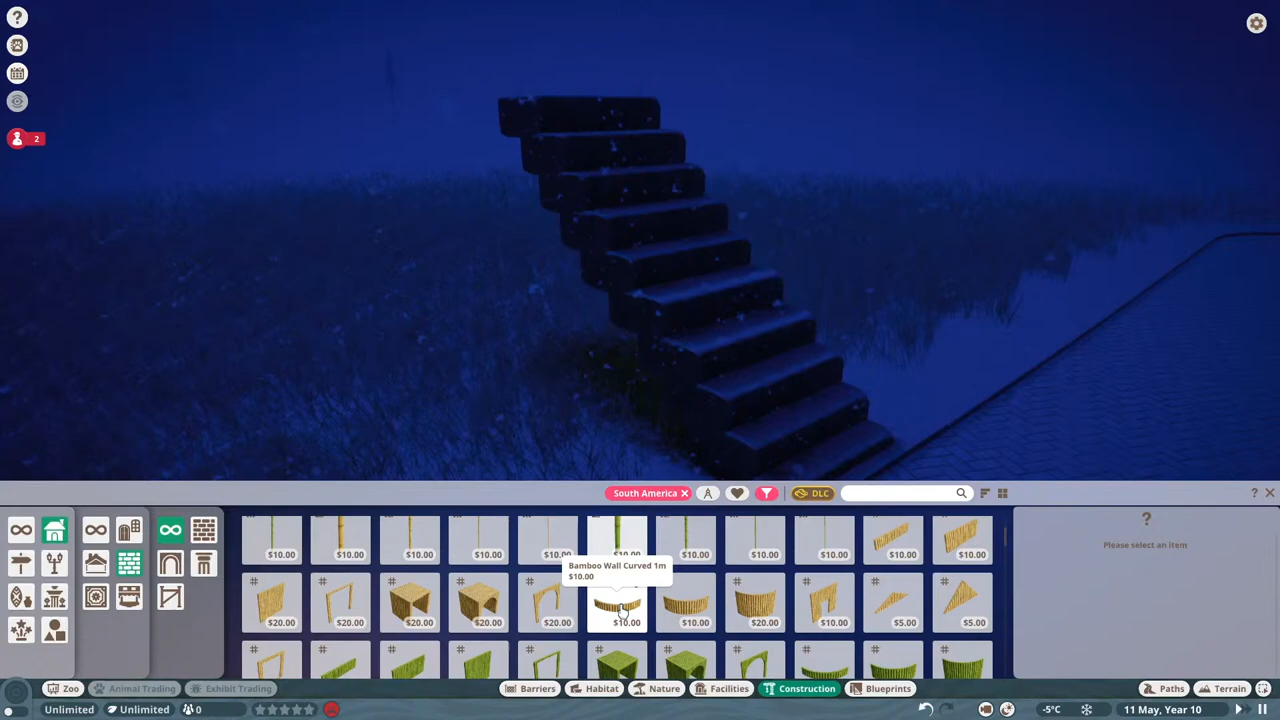 ?
2
South America ×
DLC
? ×
$10.00 $10.00 $10.00 $10.00 $10.00 $10.00 $10.00 $10.00 $10.00 $10.00 $10.00
Bamboo Wall Curved 1m
$10.00
# # # # # # # # # #
$20.00 $20.00 $20.00 $20.00 $20.00 $10.00 $10.00 $20.00 $10.00 $5.00 $5.00
# # # # # # # # # # #
?
Please select an item
Zoo Animal Trading Exhibit Trading Barriers Habitat Nature Facilities Construction Blueprints Paths Terrain
Unlimited Unlimited 0 -5°C 11 May, Year 10